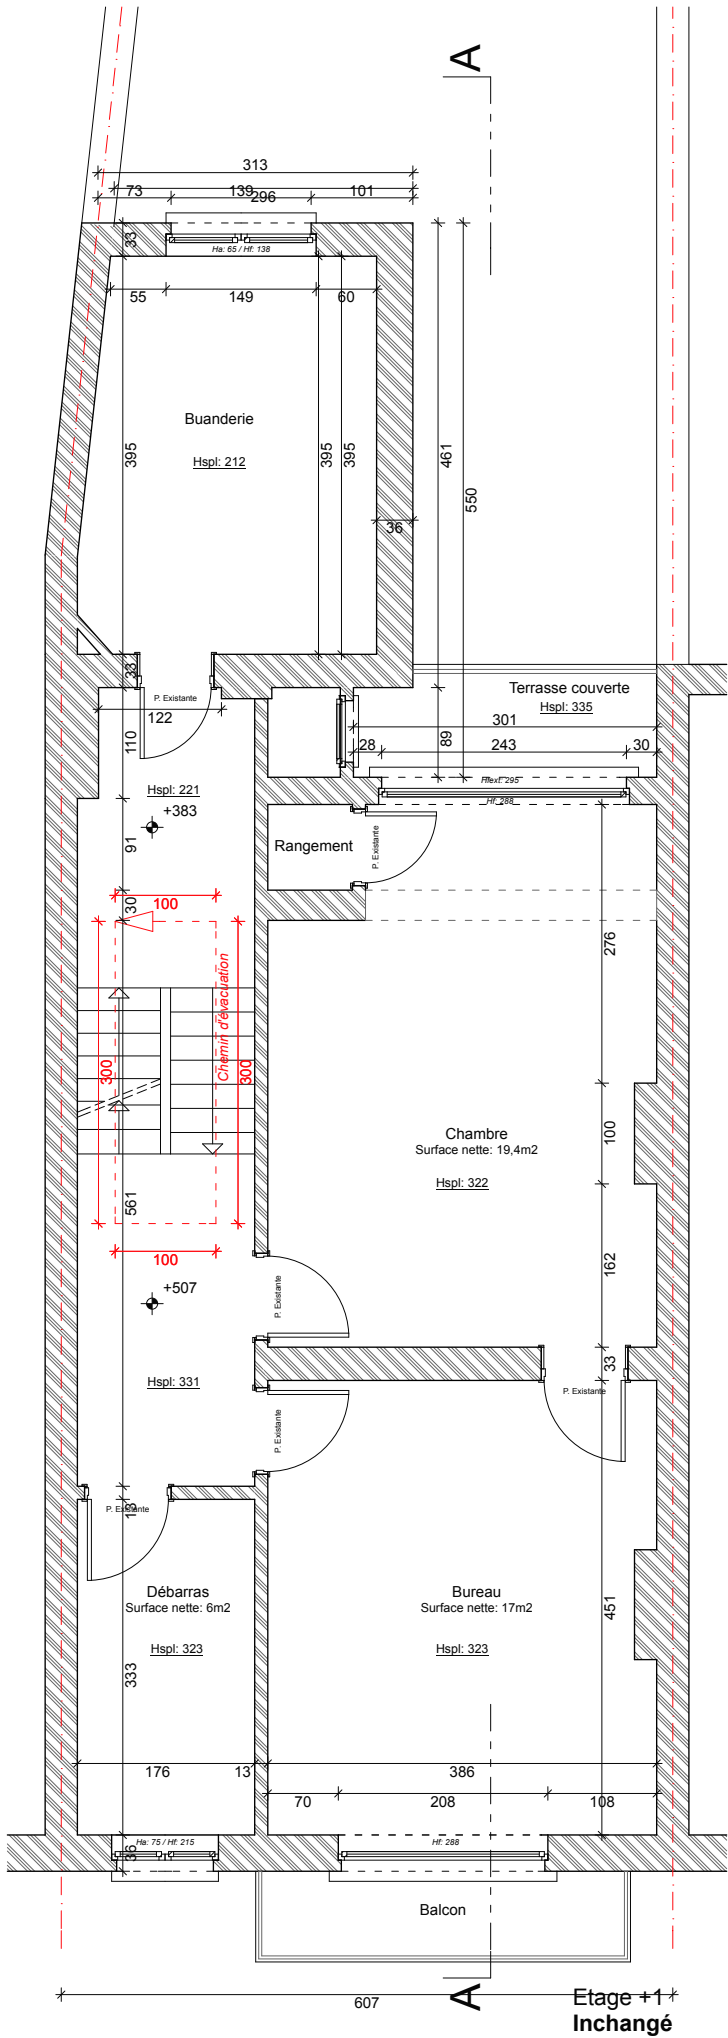 A
313
73 139 101
296
33
Ha: 65 / Hf: 138
55 149 60
Buanderie
Hspl: 212
395
395
395
461
550
36
33
P. Existante
122
110
Terrasse couverte
Hspl: 335
301
28 243 30
89
Hfext: 295
Hf: 288
Hspl: 221
+383
91
Rangement
P. Existante
30
100
276
Chemin d'évacuation
300
300
Chambre
Surface nette: 19,4m2
Hspl: 322
100
561
162
100
+507
P. Existante
33
Hspl: 331
P. Existante
P. Existante
13
P. Existante
Débarras
Surface nette: 6m2
Hspl: 323
Bureau
Surface nette: 17m2
Hspl: 323
451
333
176 13 386
70 208 108
Ha: 75 / Hf: 215
Hf: 288
36
Balcon
A
607
Etage +1
Inchangé